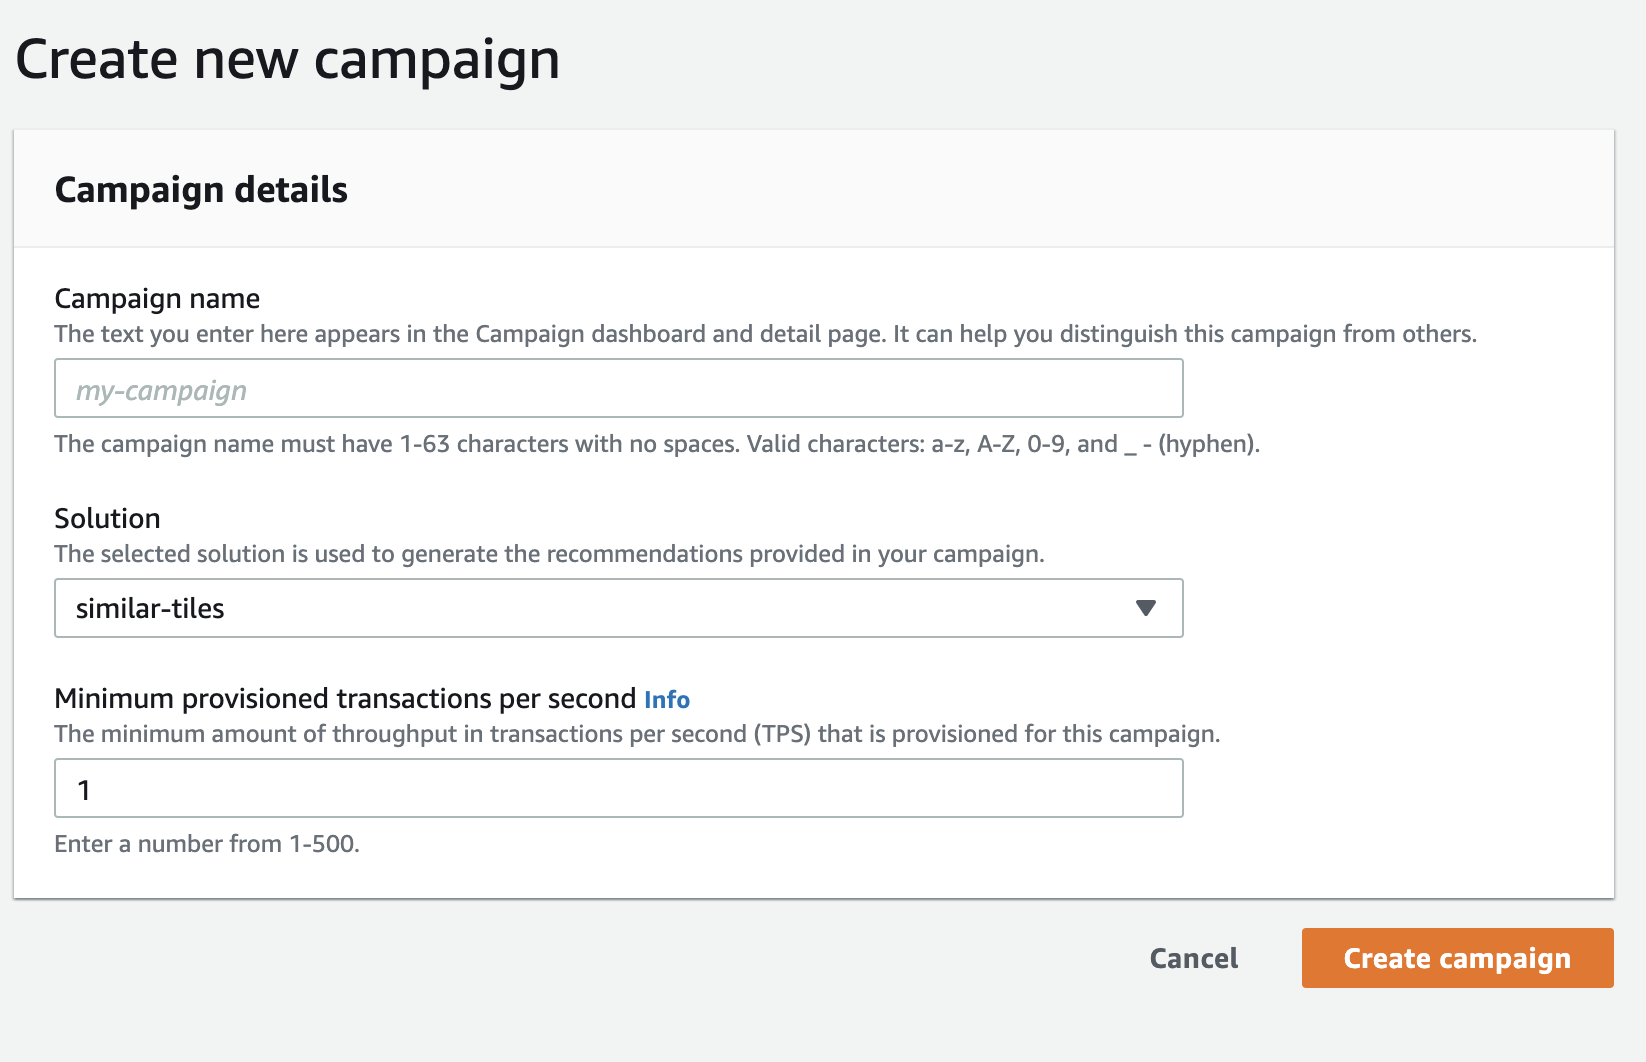 Create new campaign
Campaign details
Campaign name
The text you enter here appears in the Campaign dashboard and detail page. It can help you distinguish this campaign from others.
my-campaign
The campaign name must have 1-63 characters with no spaces. Valid characters: a-z, A-Z, 0-9, and _ - (hyphen).
Solution
The selected solution is used to generate the recommendations provided in your campaign.
similar-tiles
Minimum provisioned transactions per second Info
The minimum amount of throughput in transactions per second (TPS) that is provisioned for this campaign.
1
Enter a number from 1-500.
Cancel Create campaign